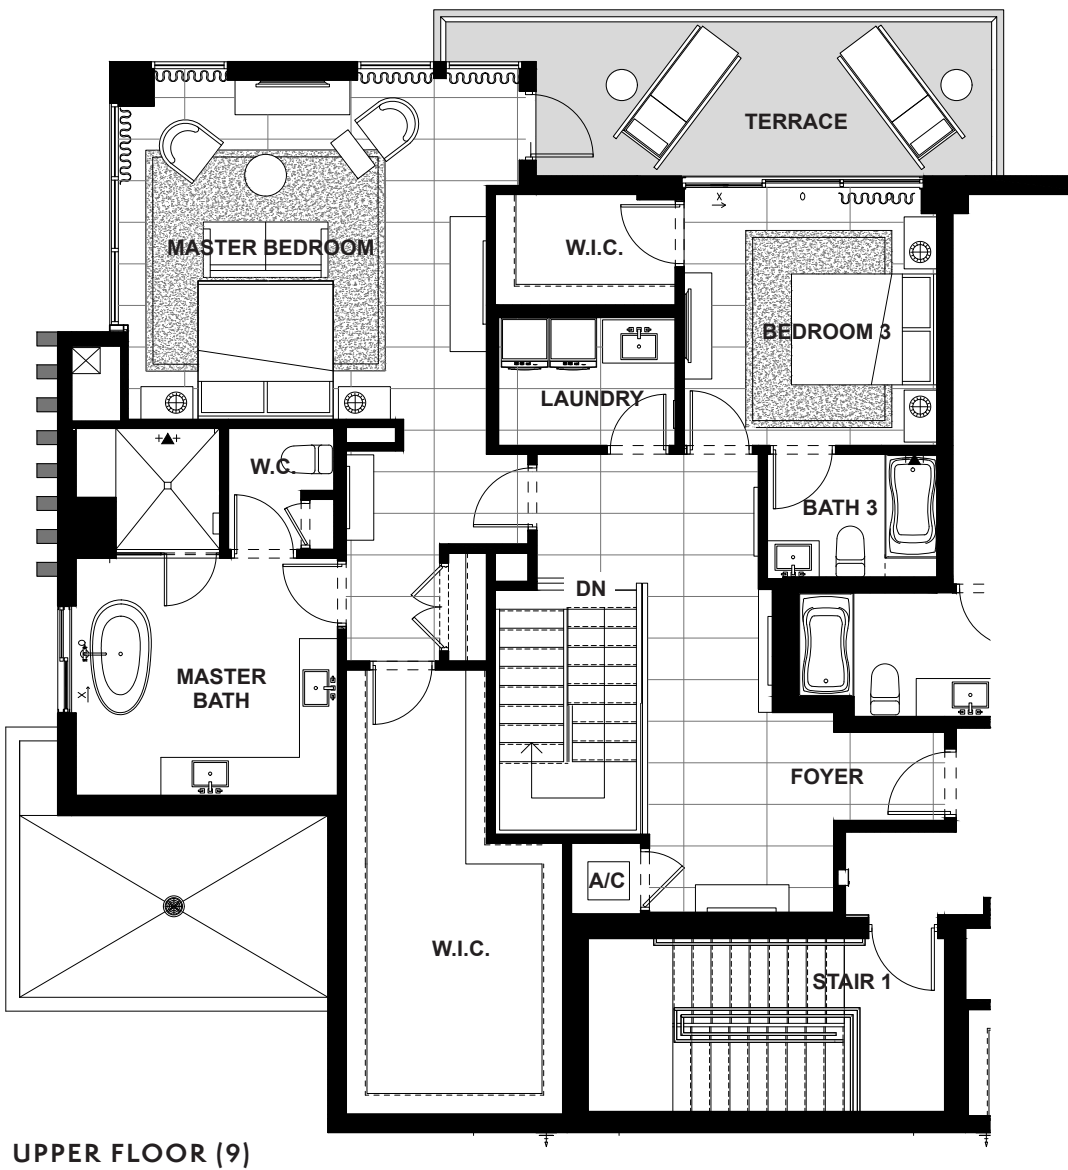 TERRACE
MASTER BEDROOM
W.I.C.
X
O
BEDROOM 3
LAUNDRY
W.C.
BATH 3
DN
MASTER
BATH
X
FOYER
A/C
W.I.C.
STAIR 1
UPPER FLOOR (9)